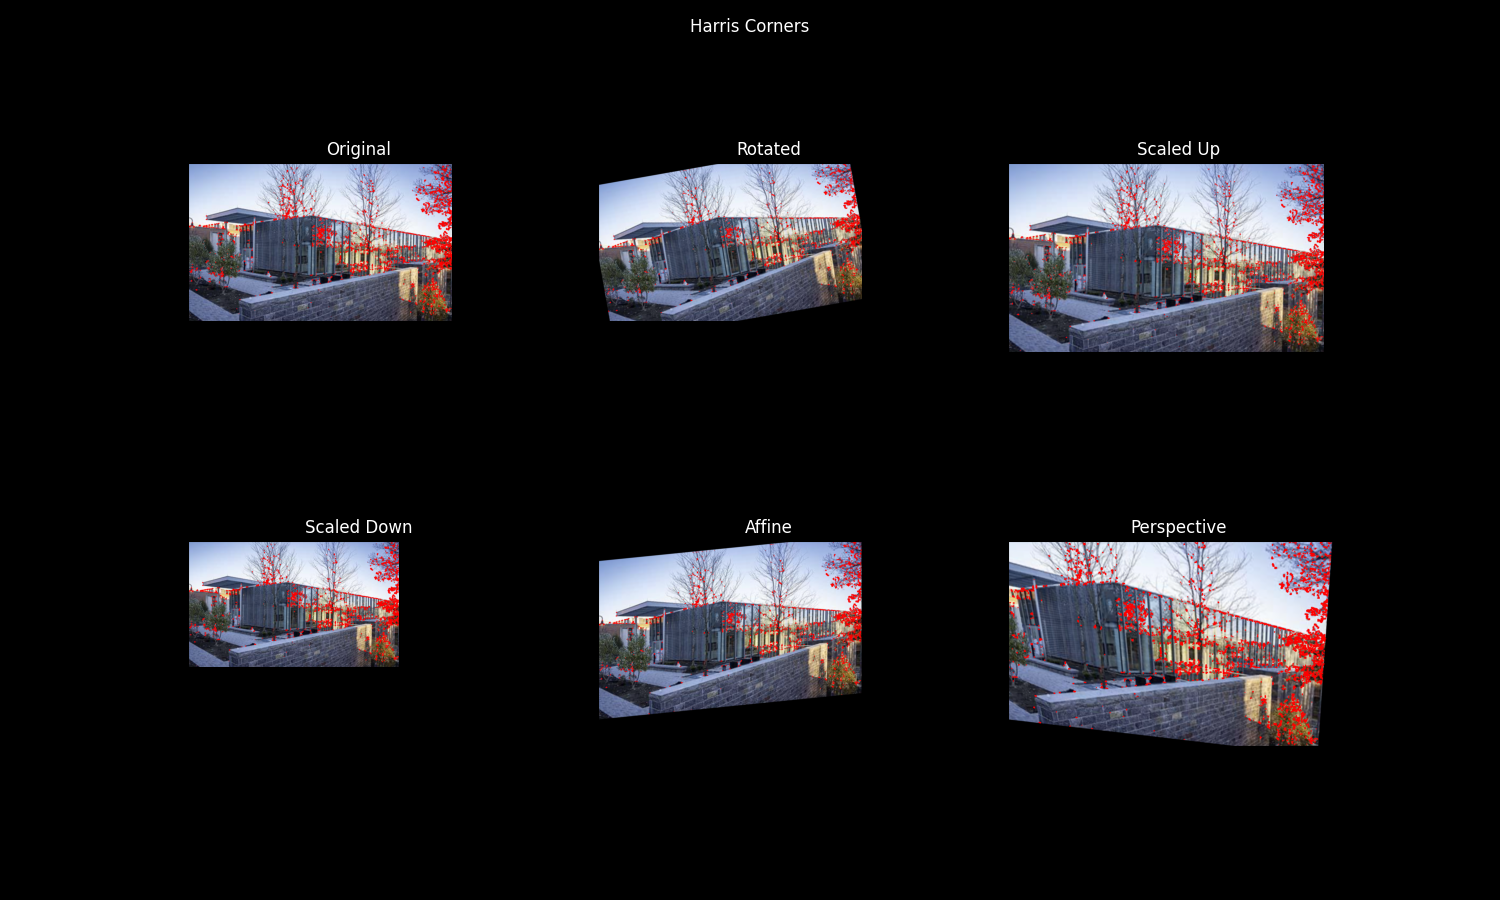 Harris Corners
Original
Rotated
Scaled Up
Scaled Down
Affine
Perspective